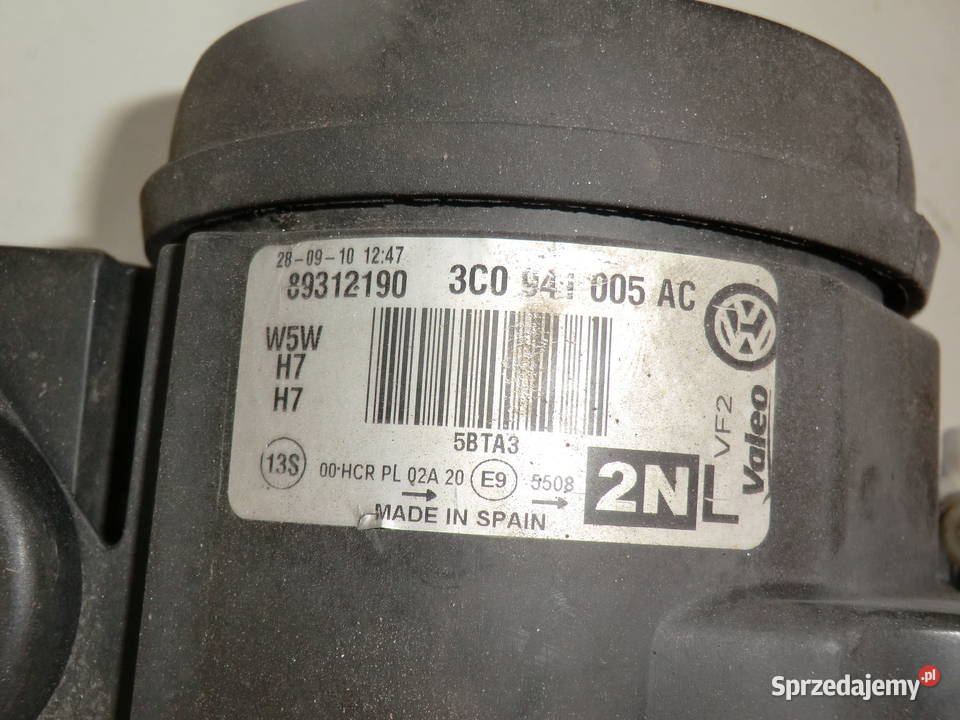 28-09-10 12:47
89312190 3C0 941 005 AC
W5W
H7
H7
5BTA3
13S 00 HCR PL 02A 20 E9 5508
2N L
MADE IN SPAIN
VF2
Valeo
Sprzedajemy.pl